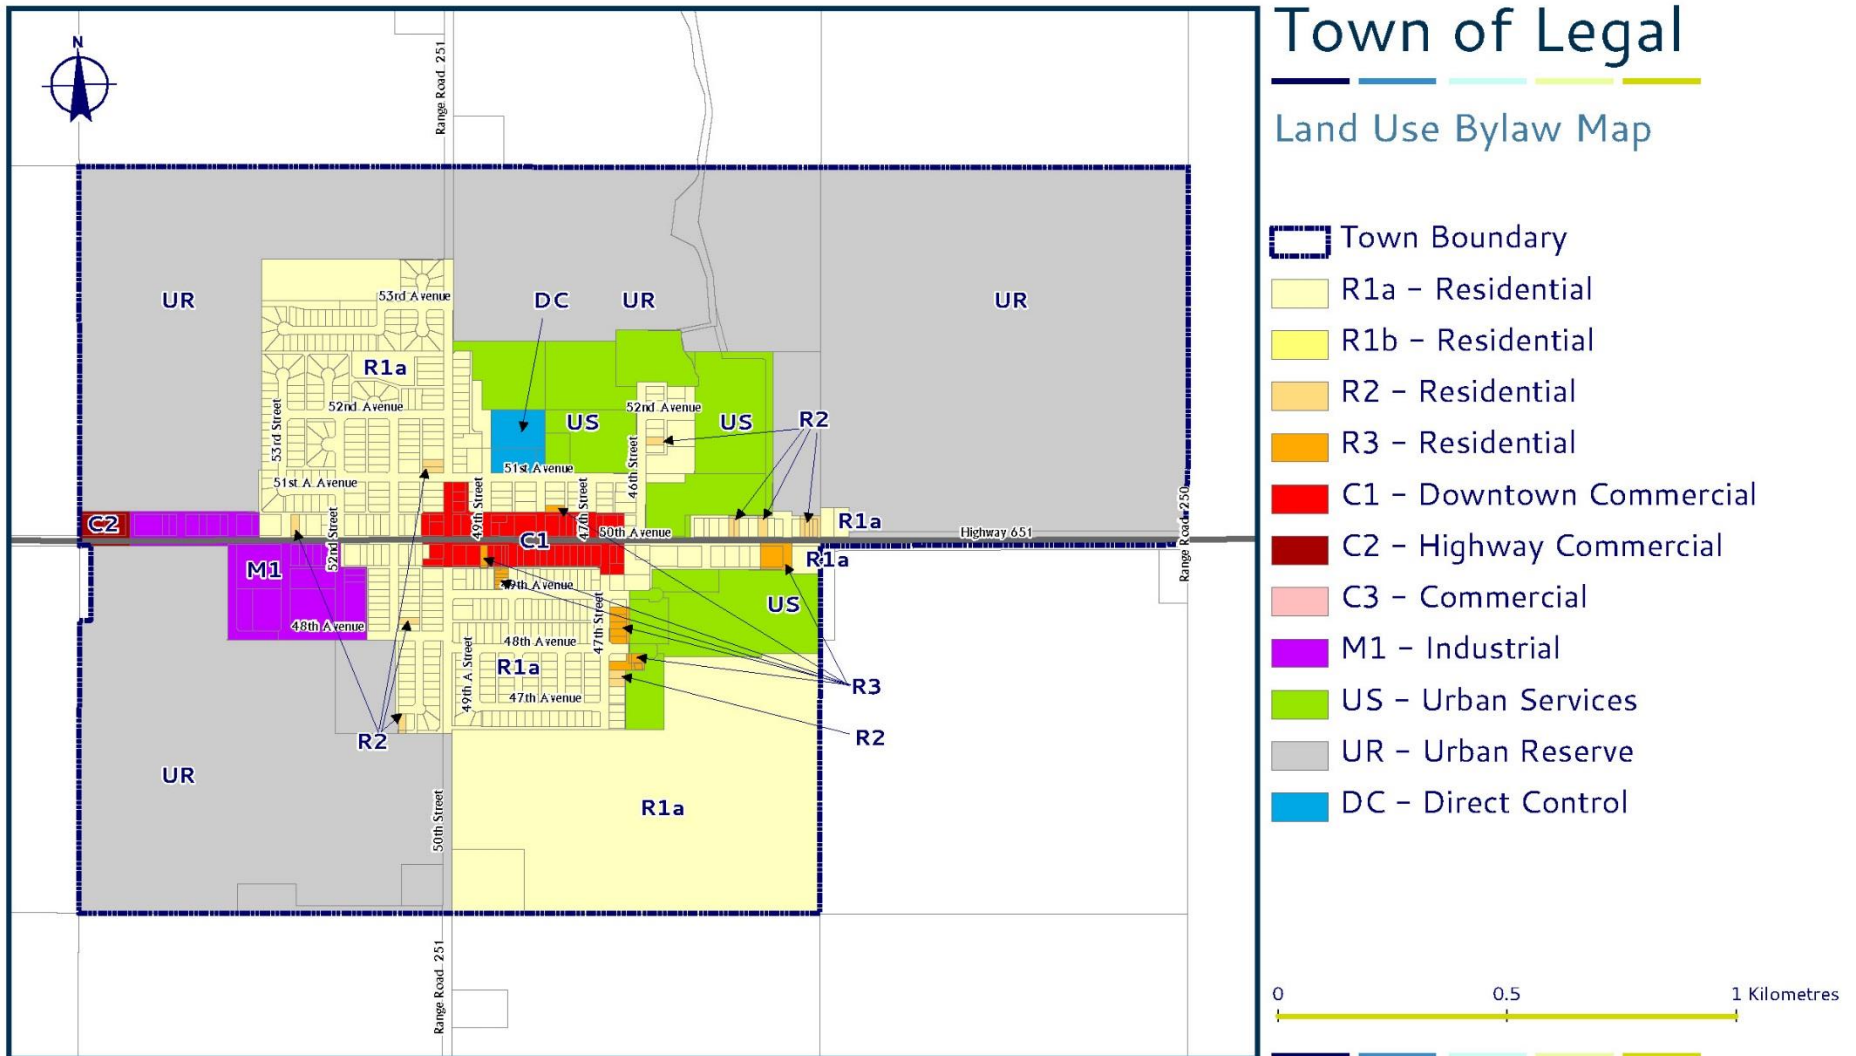 Town of Legal
Land Use Bylaw Map
Town Boundary
R1a – Residential
R1b – Residential
R2 – Residential
R3 – Residential
C1 – Downtown Commercial
C2 – Highway Commercial
C3 – Commercial
M1 – Industrial
US – Urban Services
UR – Urban Reserve
DC – Direct Control
0
0.5
1 Kilometres
N
Range Road 251
UR
53rd Avenue
DC
UR
UR
R1a
52nd Avenue
52nd Avenue
53rd Street
US
US
R2
46th Street
51st Avenue
51st A Avenue
49th Street
47th Street
Range Road 250
C2
52nd Street
C1
50th Avenue
R1a
Highway 651
M1
R1a
49th Avenue
US
48th Avenue
48th Avenue
47th Street
49th A Street
R1a
47th Avenue
R3
R2
R2
UR
R1a
50th Street
Range Road 251